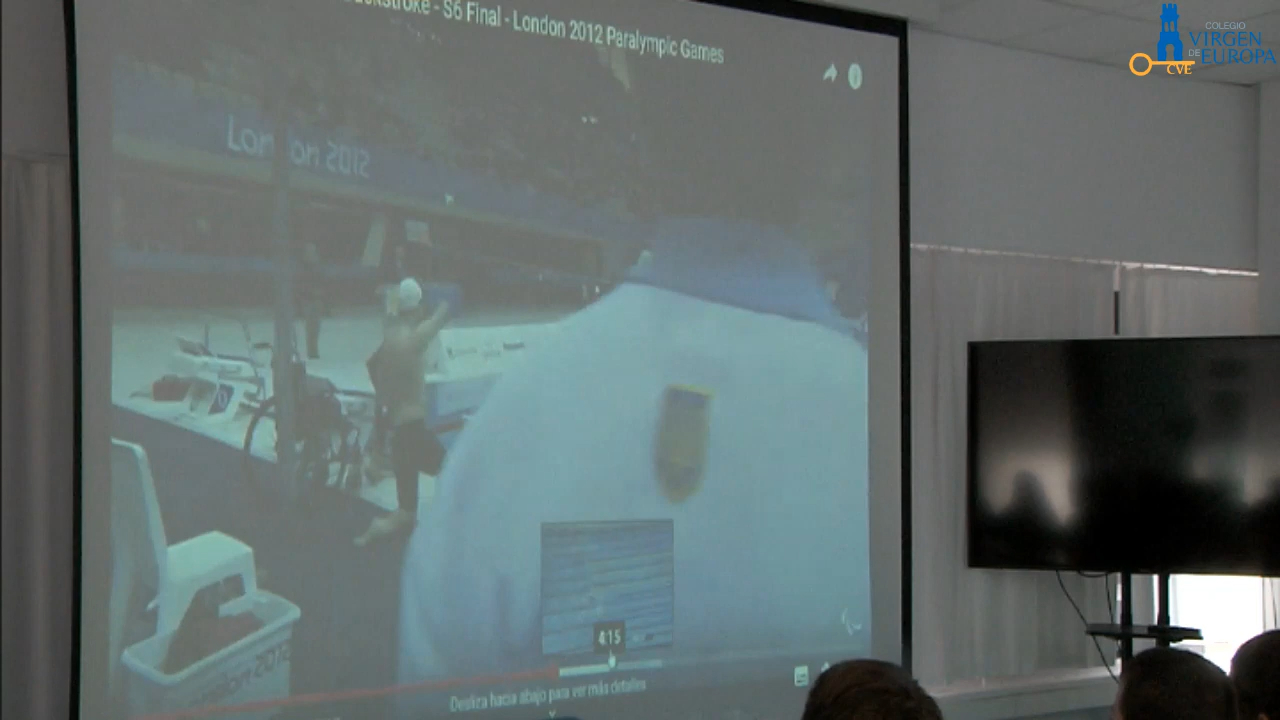 Backstroke - S6 Final - London 2012 Paralympic Games
COLEGIO
VIRGEN
DE EUROPA
CVE
London 2012
London 2012
4:15
Desliza hacia abajo para ver más detalles